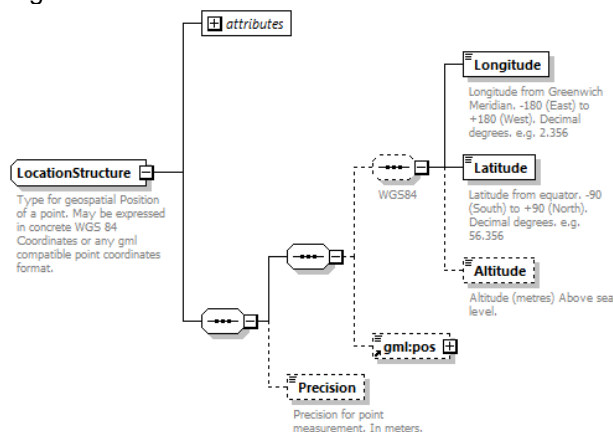 attributes
LocationStructure
Type for geospatial Position
of a point. May be expressed
in concrete WGS 84
Coordinates or any gml
compatible point coordinates
format.
WGS84
Longitude
Longitude from Greenwich
Meridian. -180 (East) to
+180 (West). Decimal
degrees. e.g. 2.356
Latitude
Latitude from equator. -90
(South) to +90 (North).
Decimal degrees. e.g.
56.356
Altitude
Altitude (metres) Above sea
level.
gml:pos
Precision
Precision for point
measurement. In meters.